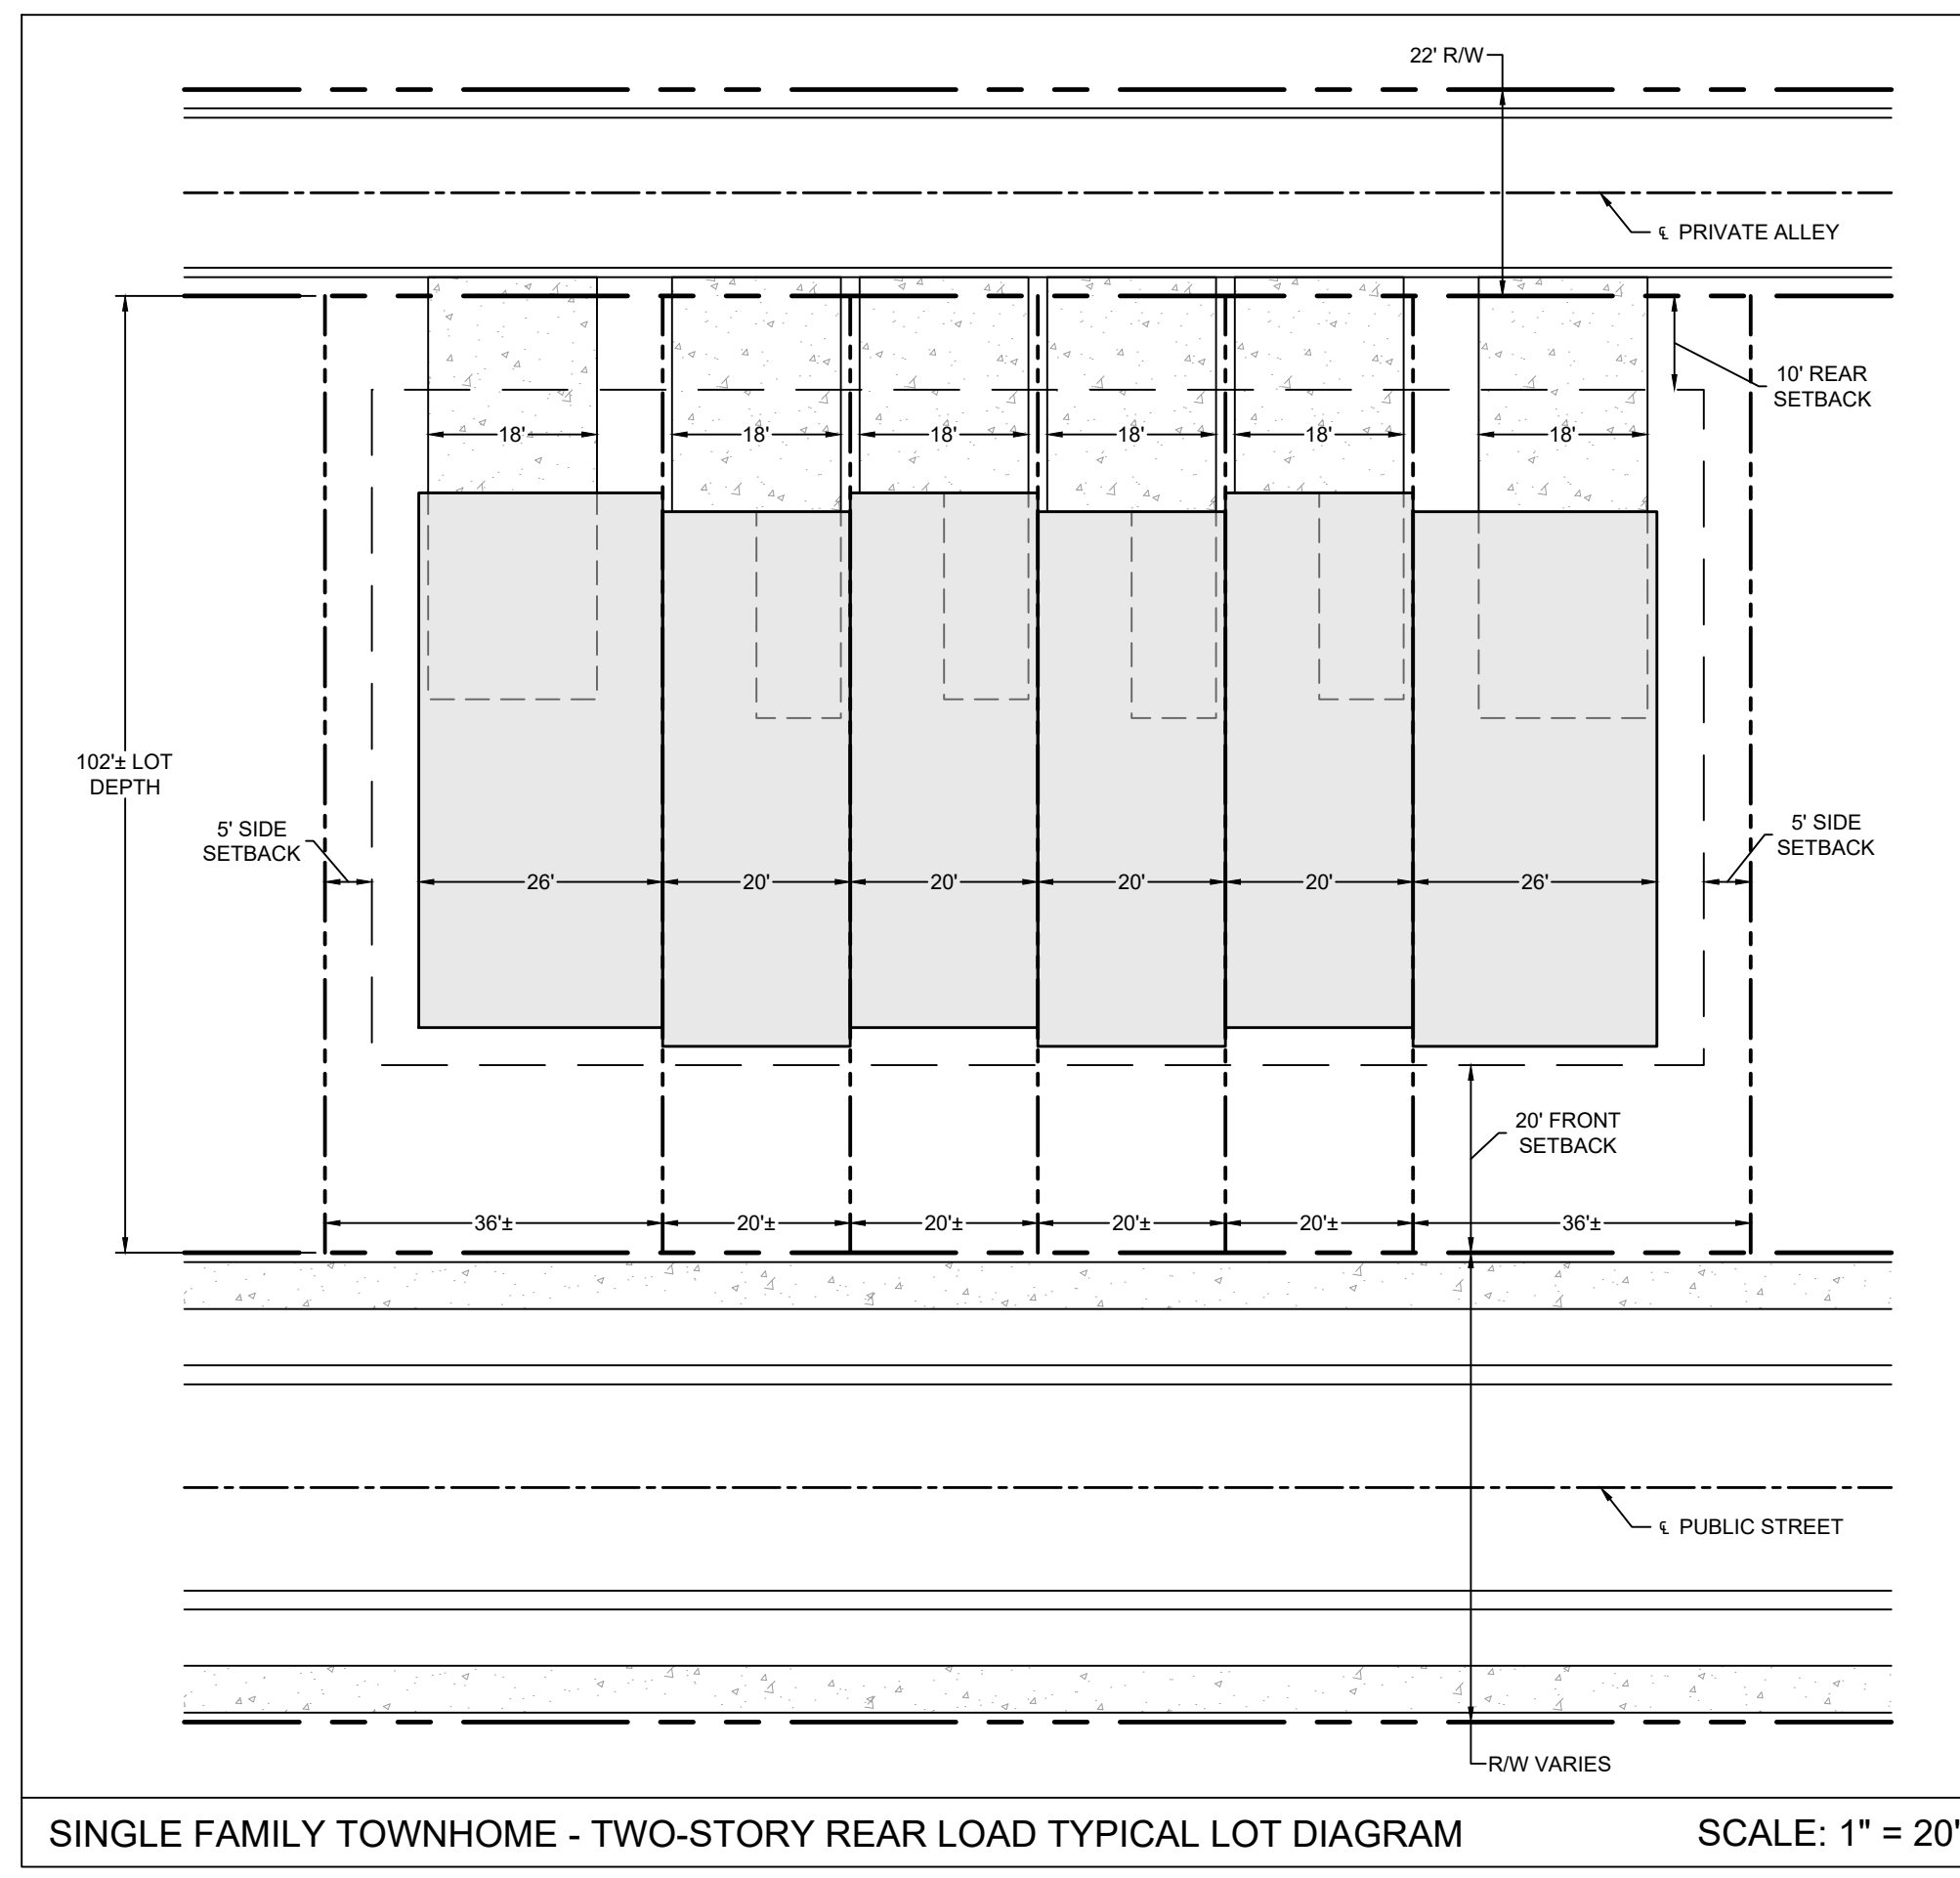 22' R/W
℄ PRIVATE ALLEY
10' REAR
SETBACK
18' 18' 18' 18' 18' 18'
102'± LOT
DEPTH
5' SIDE
SETBACK
5' SIDE
SETBACK
26' 20' 20' 20' 20' 26'
20' FRONT
SETBACK
36'± 20'± 20'± 20'± 20'± 36'±
℄ PUBLIC STREET
R/W VARIES
SINGLE FAMILY TOWNHOME - TWO-STORY REAR LOAD TYPICAL LOT DIAGRAM
SCALE: 1" = 20'